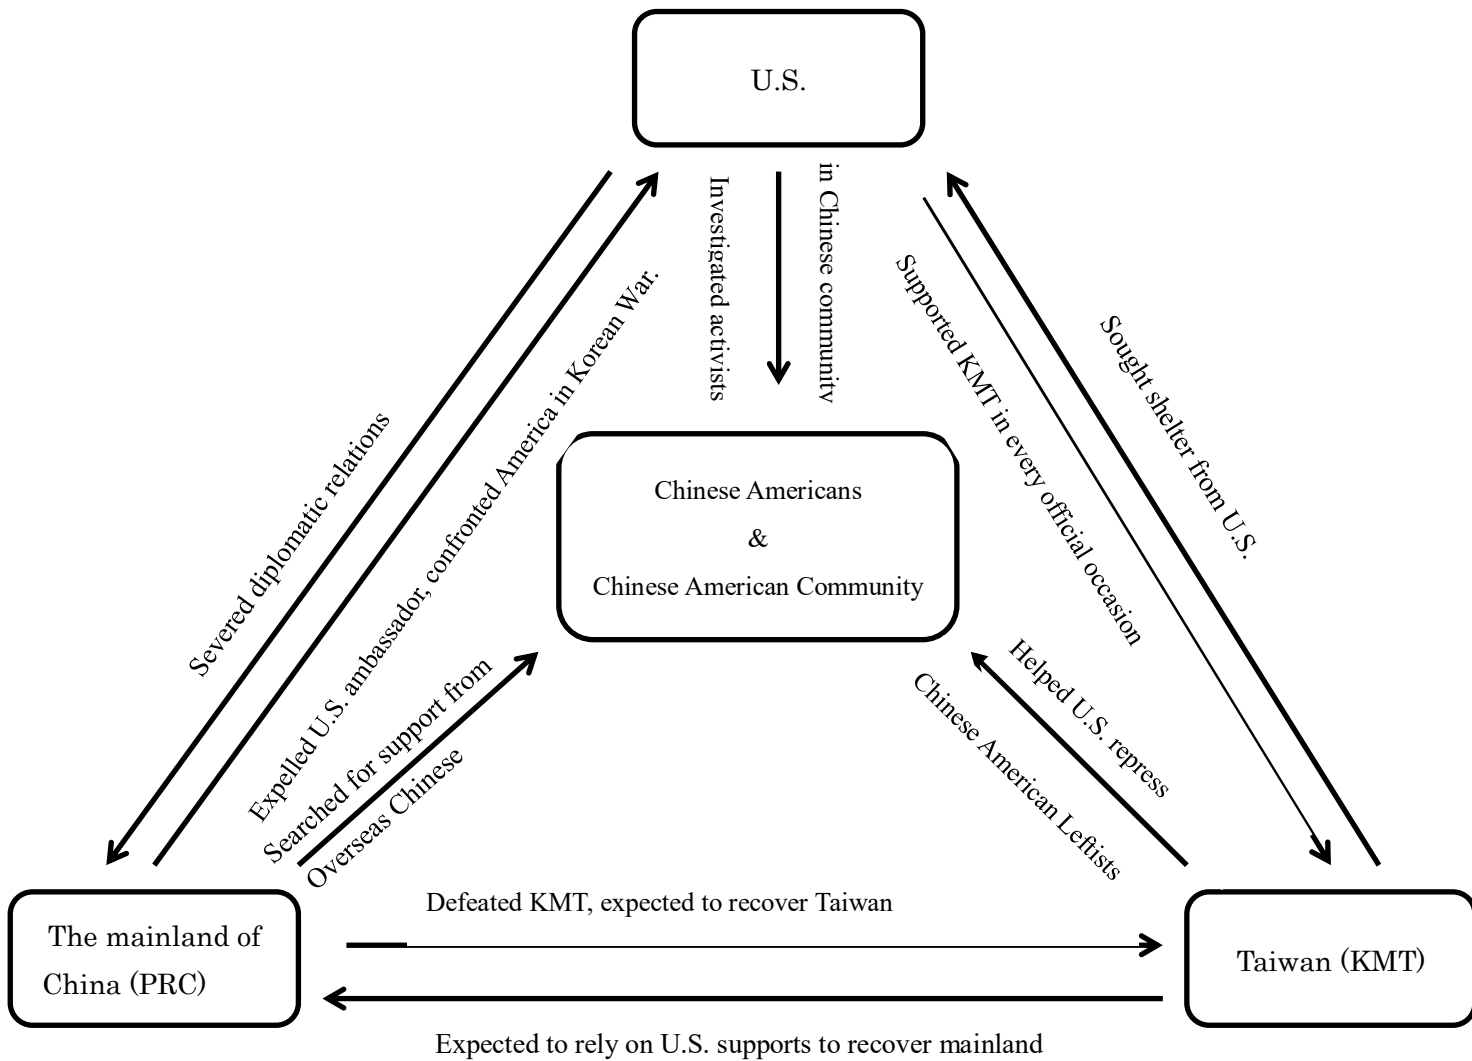 U.S.
Investigated activists
in Chinese community
Severed diplomatic relations
Expelled U.S. ambassador, confronted America in Korean War.
Supported KMT in every official occasion
Sought shelter from U.S.
Chinese Americans
&
Chinese American Community
Searched for support from
Overseas Chinese
Helped U.S. repress
Chinese American Leftists
The mainland of
China (PRC)
Defeated KMT, expected to recover Taiwan
Taiwan (KMT)
Expected to rely on U.S. supports to recover mainland